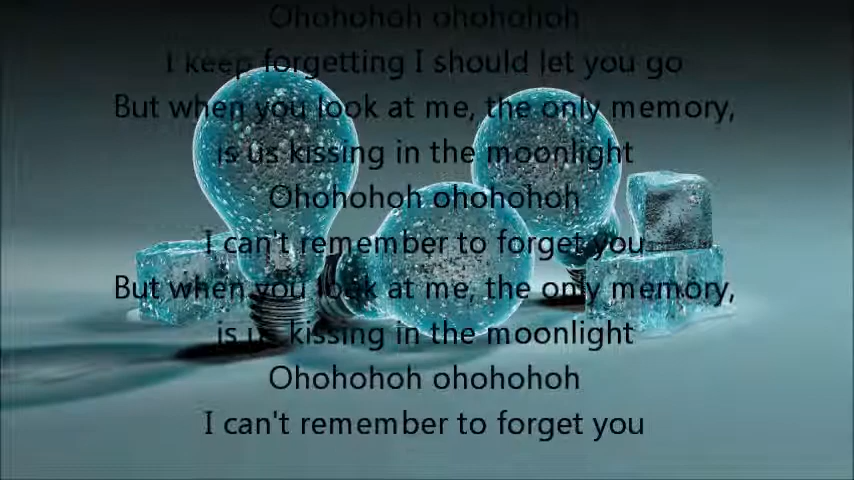 Ohohohoh ohohohoh
I keep forgetting I should let you go
But when you look at me, the only memory,
is us kissing in the moonlight
Ohohohoh ohohohoh
I can't remember to forget you
But when you look at me, the only memory,
is us kissing in the moonlight
Ohohohoh ohohohoh
I can't remember to forget you